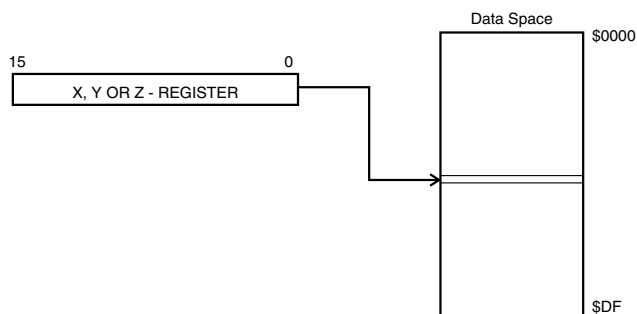 Data Space
$0000
15 0
X, Y OR Z - REGISTER
$DF